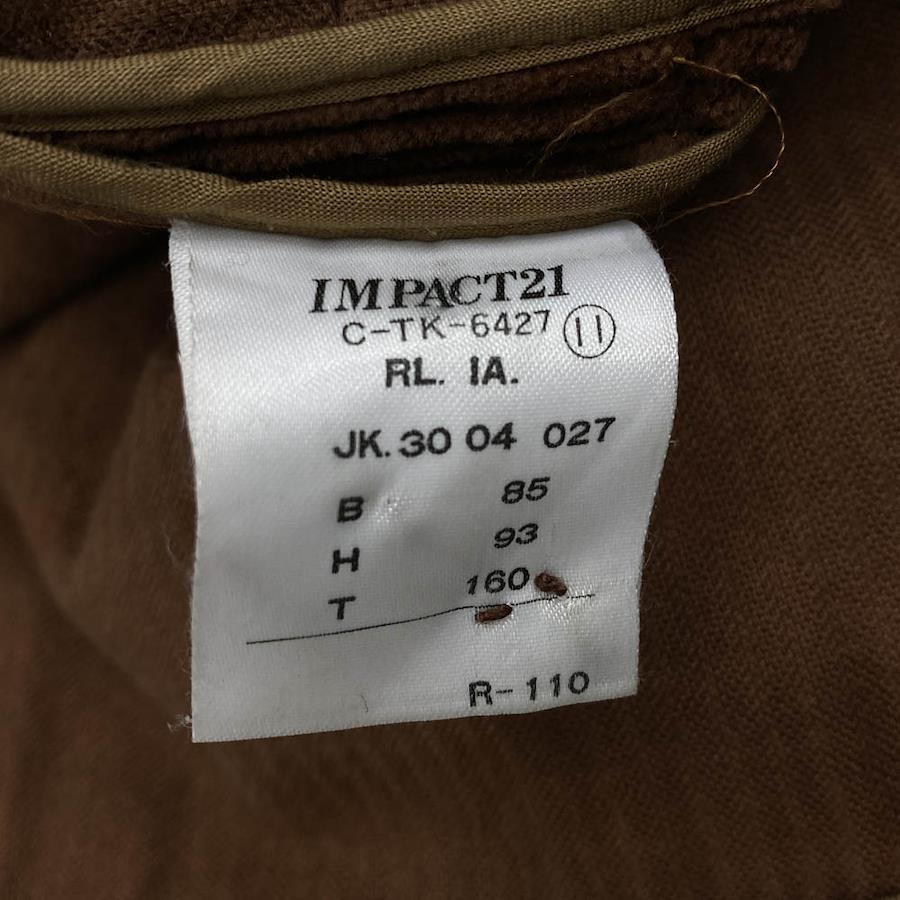 IMPACT21
C-TK-6427 ⑪
RL. IA.
JK. 30 04 027
B 85
H 93
T 160
R-110